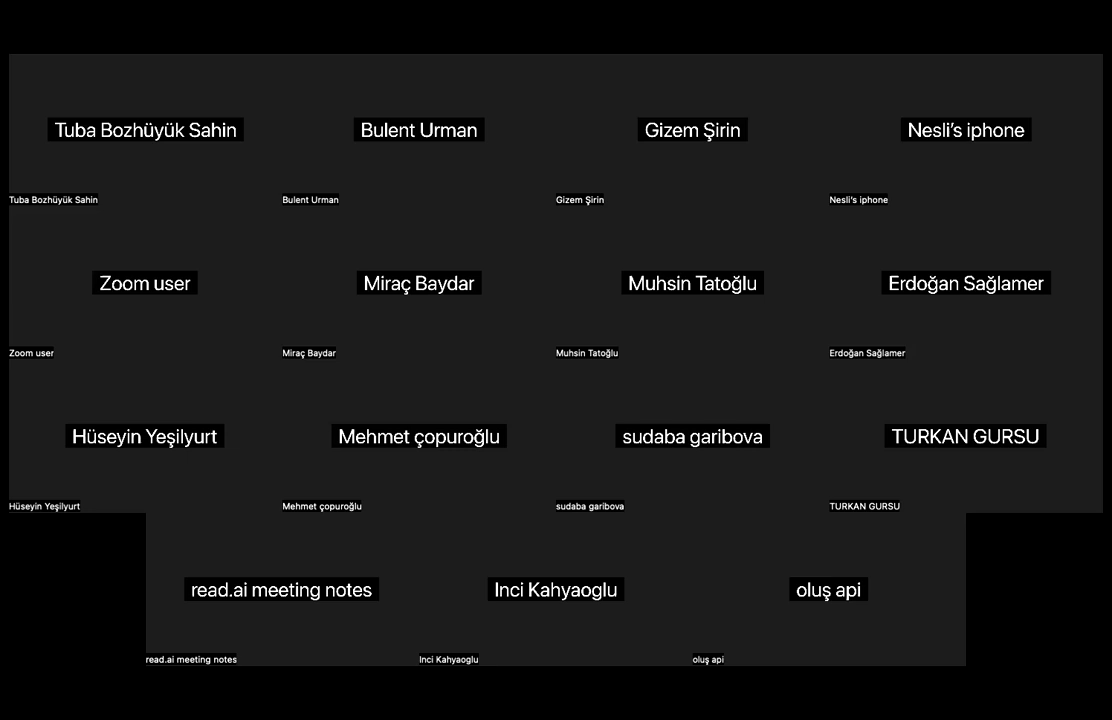 Tuba Bozhüyük Sahin
Bulent Urman
Gizem Şirin
Nesli's iphone
Tuba Bozhüyük Sahin
Bulent Urman
Gizem Şirin
Nesli's iphone
Zoom user
Miraç Baydar
Muhsin Tatoğlu
Erdoğan Sağlamer
Zoom user
Miraç Baydar
Muhsin Tatoğlu
Erdoğan Sağlamer
Hüseyin Yeşilyurt
Mehmet çopuroğlu
sudaba garibova
TURKAN GURSU
Hüseyin Yeşilyurt
Mehmet çopuroğlu
sudaba garibova
TURKAN GURSU
read.ai meeting notes
Inci Kahyaoglu
oluş api
read.ai meeting notes
Inci Kahyaoglu
oluş api